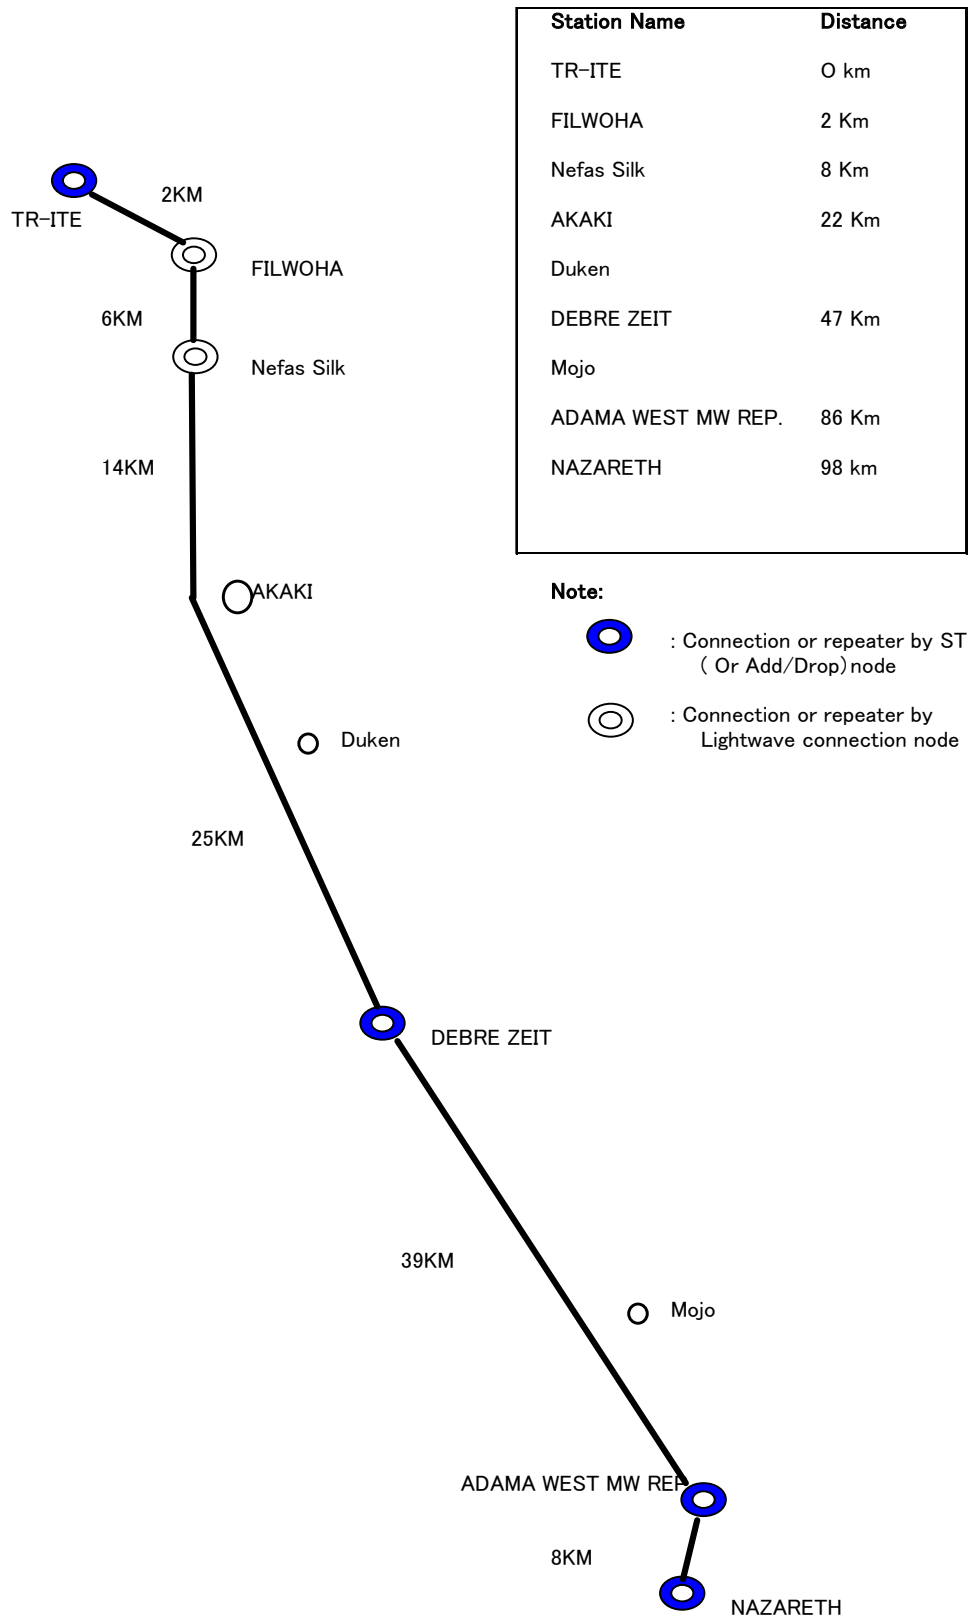 Station Name Distance
TR-ITE O km
FILWOHA 2 Km
Nefas Silk 8 Km
AKAKI 22 Km
Duken
DEBRE ZEIT 47 Km
Mojo
ADAMA WEST MW REP. 86 Km
NAZARETH 98 km
Note:
: Connection or repeater by ST
( Or Add/Drop)node
: Connection or repeater by
Lightwave connection node
2KM
TR-ITE
FILWOHA
6KM
Nefas Silk
14KM
AKAKI
Duken
25KM
DEBRE ZEIT
39KM
Mojo
ADAMA WEST MW REP
8KM
NAZARETH